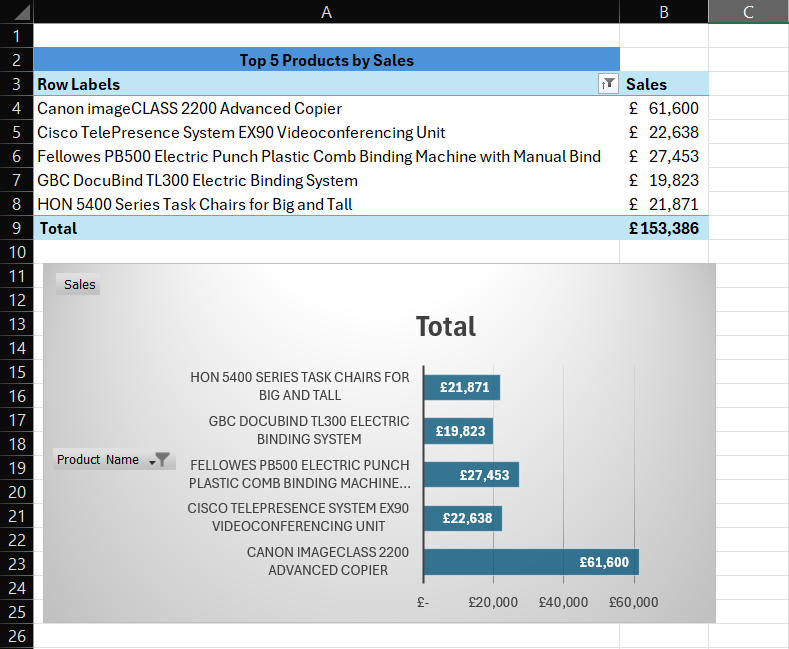 A B C
1
2 Top 5 Products by Sales
3 Row Labels Sales
4 Canon imageCLASS 2200 Advanced Copier £ 61,600
5 Cisco TelePresence System EX90 Videoconferencing Unit £ 22,638
6 Fellowes PB500 Electric Punch Plastic Comb Binding Machine with Manual Bind £ 27,453
7 GBC DocuBind TL300 Electric Binding System £ 19,823
8 HON 5400 Series Task Chairs for Big and Tall £ 21,871
9 Total £153,386
10
11
12
13
14
15
16
17
18
19
20
21
22
23
24
25
26
Sales
Total
HON 5400 SERIES TASK CHAIRS FOR
BIG AND TALL
£21,871
GBC DOCUBIND TL300 ELECTRIC
BINDING SYSTEM
£19,823
Product Name
FELLOWES PB500 ELECTRIC PUNCH
PLASTIC COMB BINDING MACHINE...
£27,453
CISCO TELEPRESENCE SYSTEM EX90
VIDEOCONFERENCING UNIT
£22,638
CANON IMAGECLASS 2200
ADVANCED COPIER
£61,600
£- £20,000 £40,000 £60,000